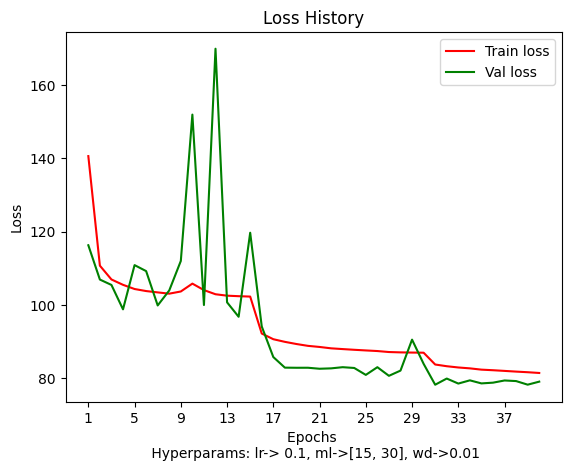 Loss History
Train loss
Val loss
160
140
120
100
80
Loss
1 5 9 13 17 21 25 29 33 37
Epochs
Hyperparams: lr-> 0.1, ml->[15, 30], wd->0.01